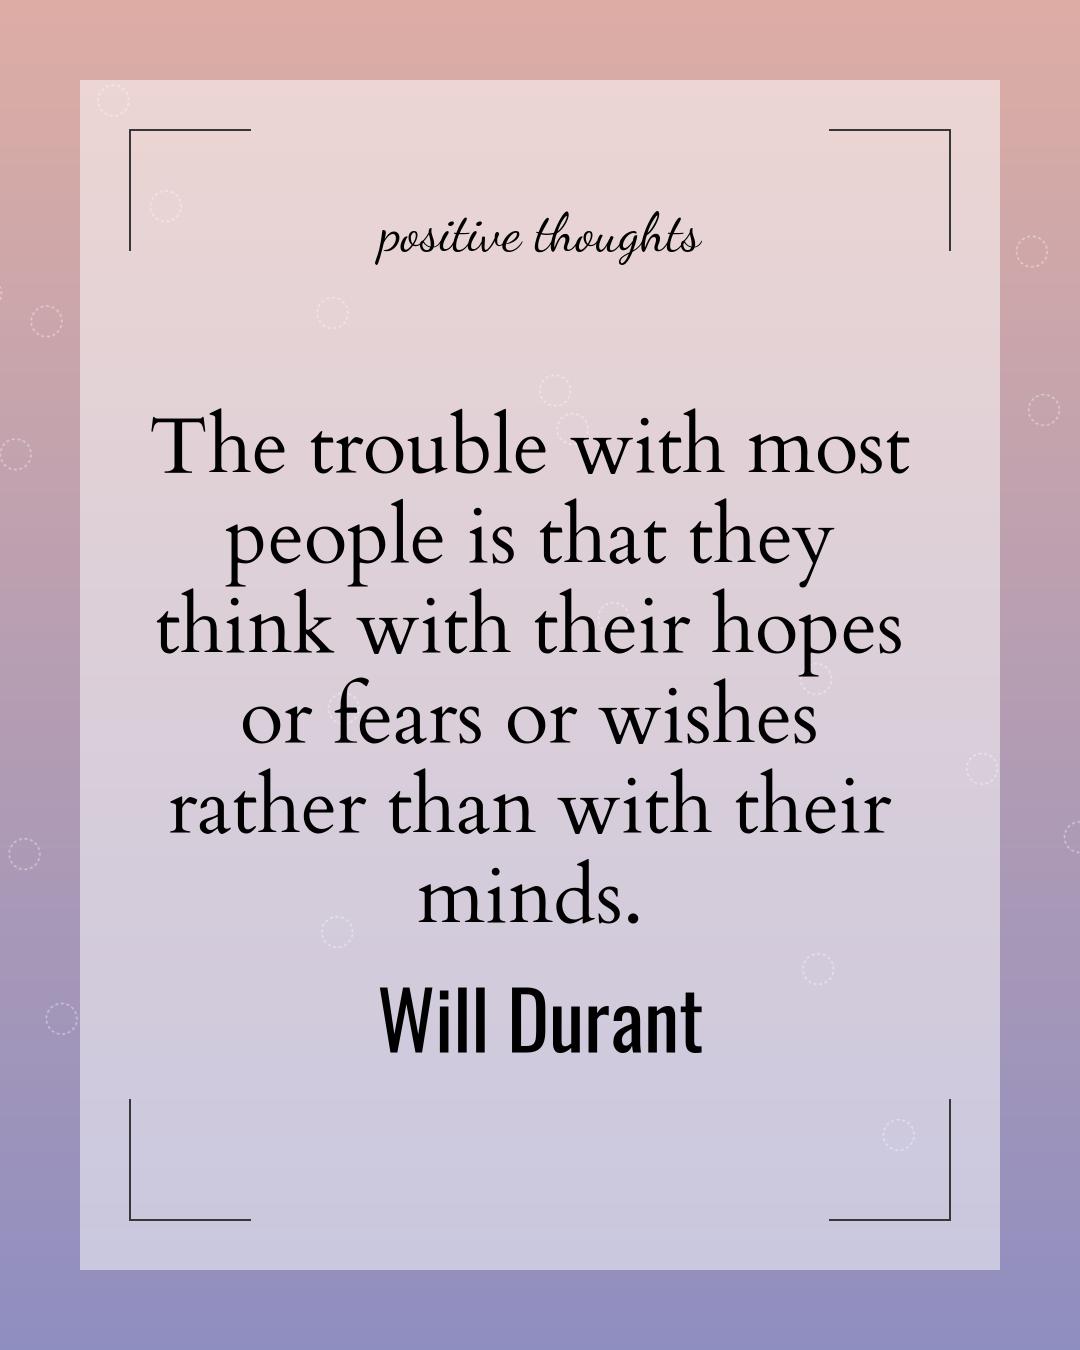 positive thoughts
The trouble with most
people is that they
think with their hopes
or fears or wishes
rather than with their
minds.
Will Durant